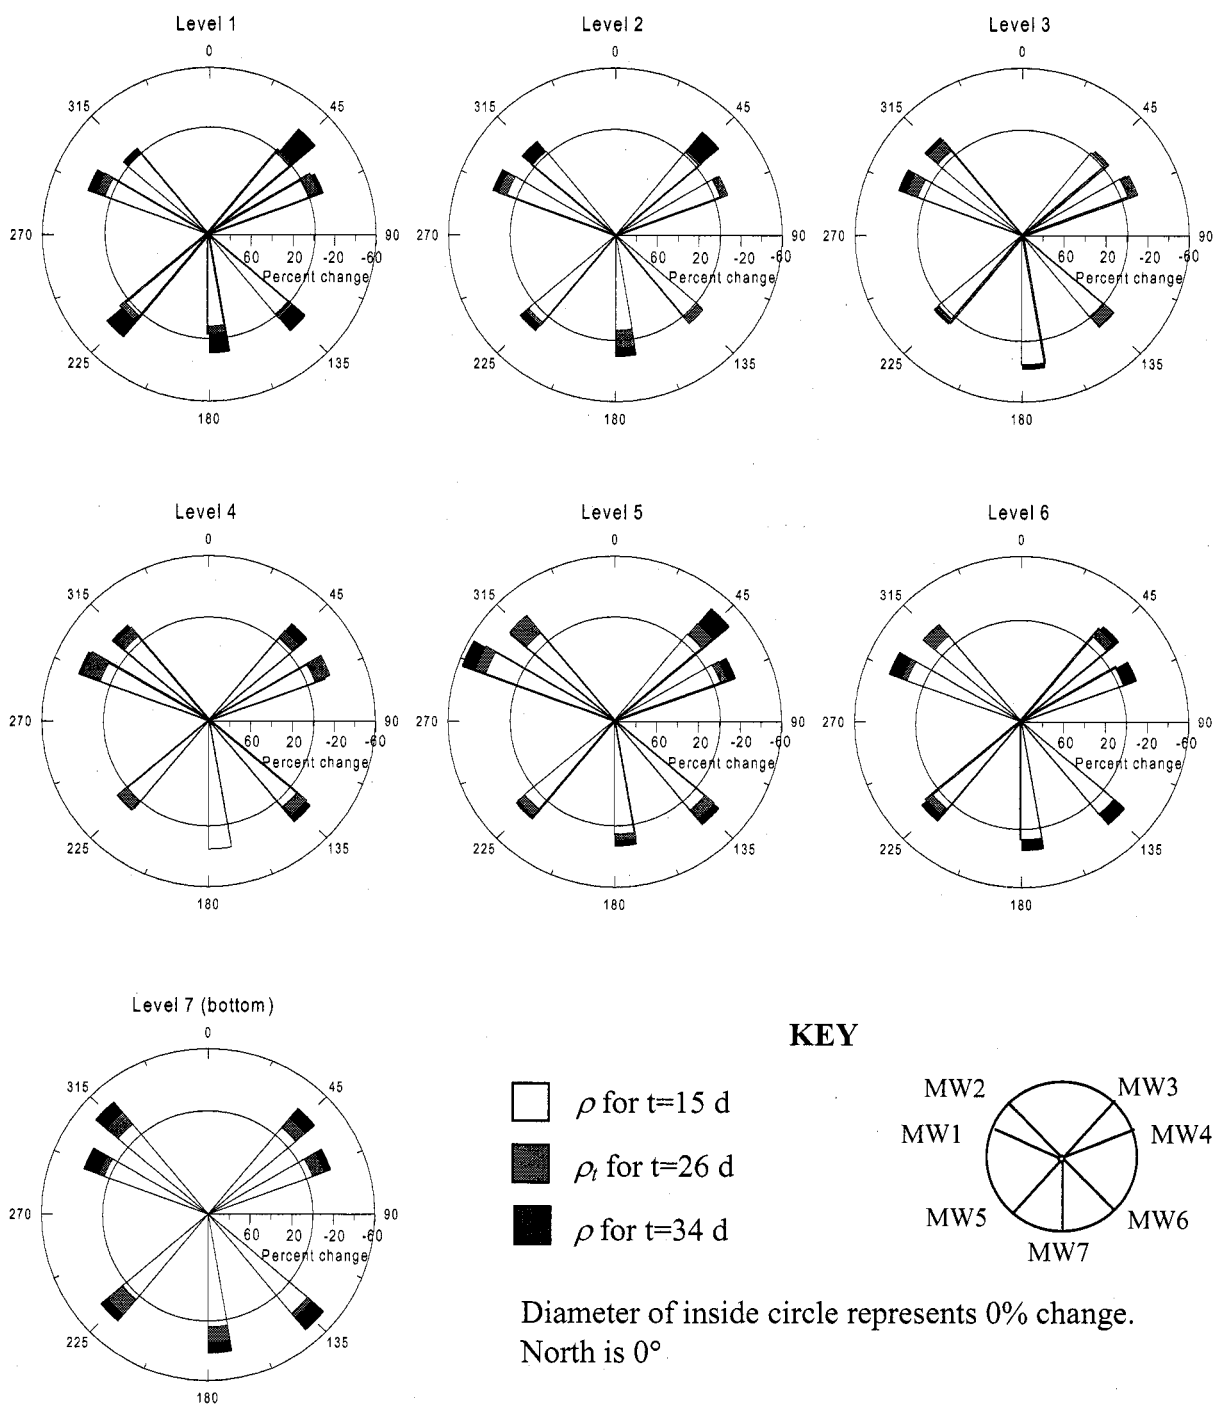 Level 1
0
315
45
270
90
60 20 -20 -60
Percent change
225
135
180
Level 2
0
315
45
270
90
60 20 -20 -60
Percent change
225
135
180
Level 3
0
315
45
270
90
60 20 -20 -60
Percent change
225
135
180
Level 4
0
315
45
270
90
60 20 -20 -60
Percent change
225
135
180
Level 5
0
315
45
270
90
60 20 -20 -60
Percent change
225
135
180
Level 6
0
315
45
270
90
60 20 -20 -60
Percent change
225
135
180
Level 7 (bottom)
0
315
45
270
90
60 20 -20 -60
Percent change
225
135
180
KEY
ρ for t=15 d
ρt for t=26 d
ρ for t=34 d
MW2
MW3
MW1
MW4
MW5
MW6
MW7
Diameter of inside circle represents 0% change.
North is 0°